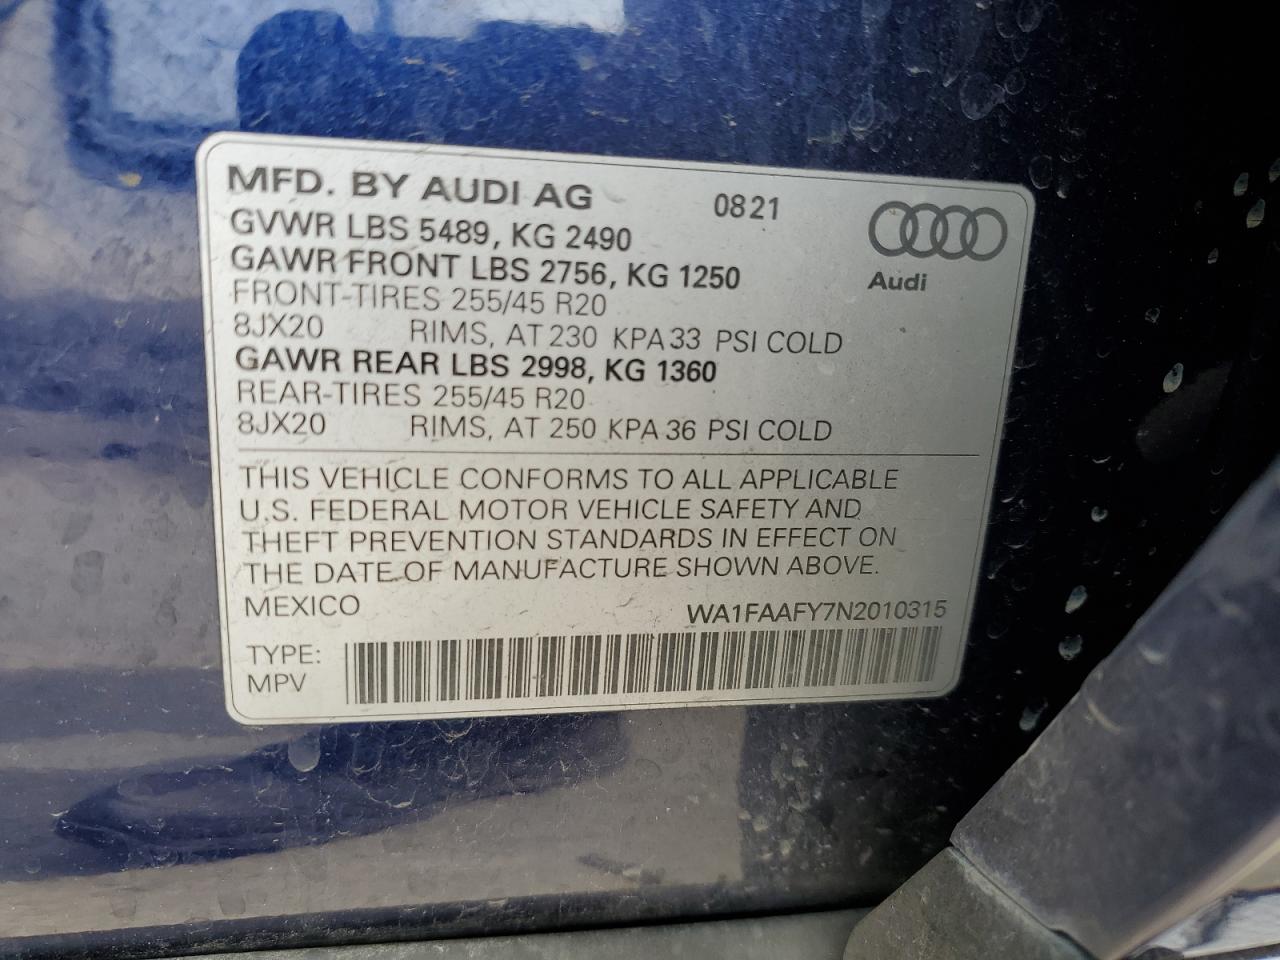 MFD. BY AUDI AG 0821
GVWR LBS 5489, KG 2490
GAWR FRONT LBS 2756, KG 1250
Audi
FRONT-TIRES 255/45 R20
8JX20 RIMS, AT 230 KPA 33 PSI COLD
GAWR REAR LBS 2998, KG 1360
REAR-TIRES 255/45 R20
8JX20 RIMS, AT 250 KPA 36 PSI COLD
THIS VEHICLE CONFORMS TO ALL APPLICABLE
U.S. FEDERAL MOTOR VEHICLE SAFETY AND
THEFT PREVENTION STANDARDS IN EFFECT ON
THE DATE OF MANUFACTURE SHOWN ABOVE.
MEXICO WA1FAAFY7N2010315
TYPE:
MPV